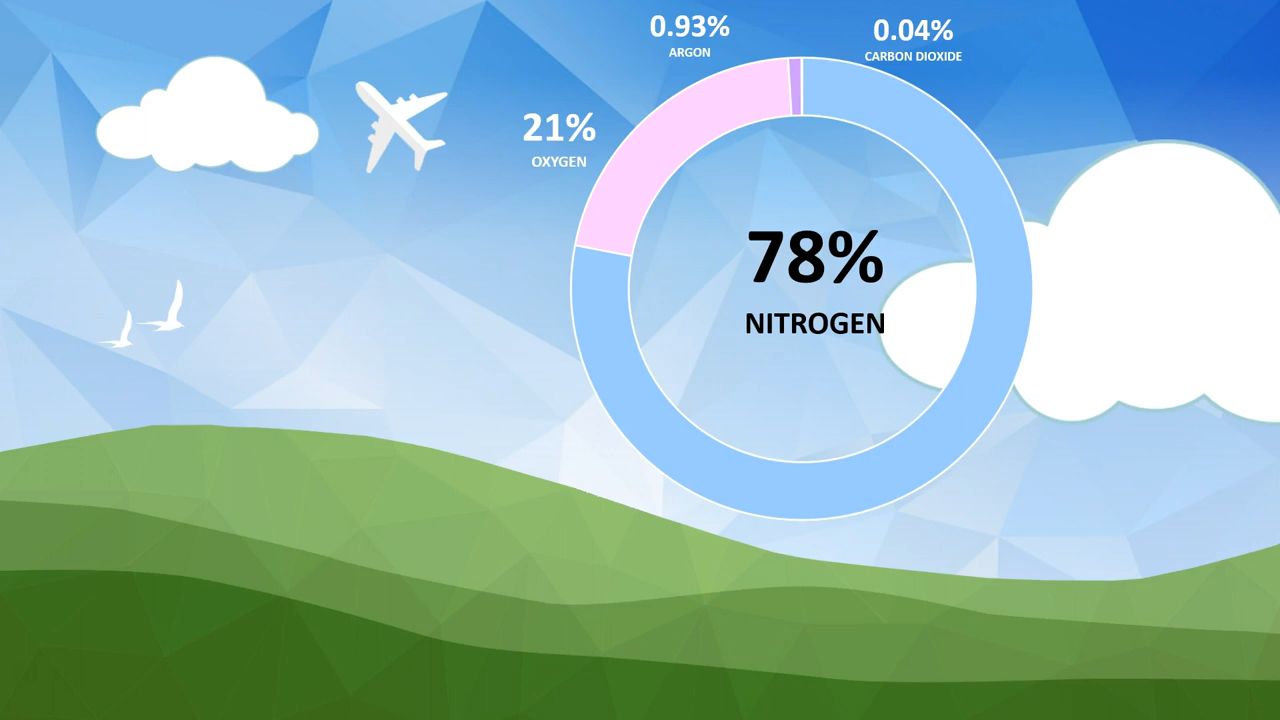 0.93%
ARGON
0.04%
CARBON DIOXIDE
21%
OXYGEN
78%
NITROGEN